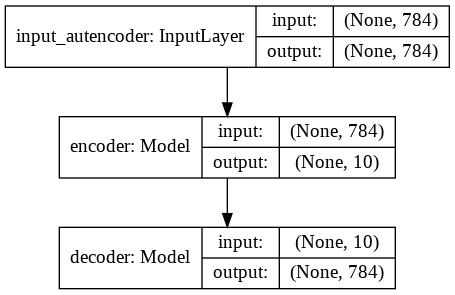 input_autencoder: InputLayer
input: (None, 784)
output: (None, 784)
encoder: Model
input: (None, 784)
output: (None, 10)
decoder: Model
input: (None, 10)
output: (None, 784)